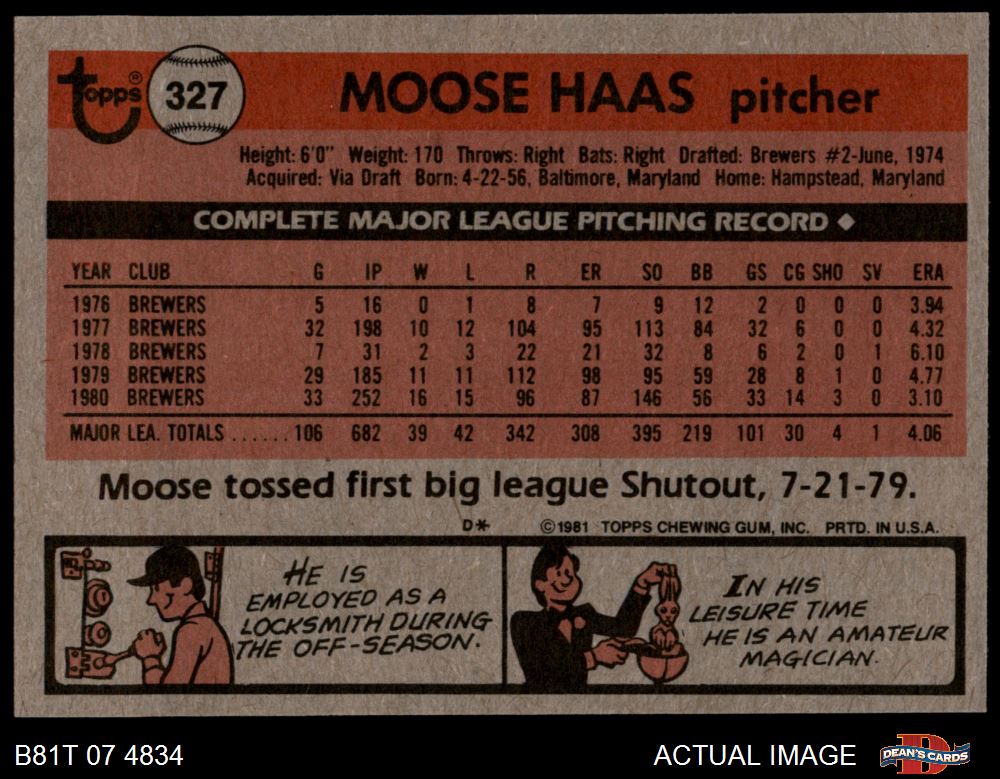 Topps® 327 MOOSE HAAS pitcher
Height: 6'0" Weight: 170 Throws: Right Bats: Right Drafted: Brewers #2-June, 1974
Acquired: Via Draft Born: 4-22-56, Baltimore, Maryland Home: Hampstead, Maryland
COMPLETE MAJOR LEAGUE PITCHING RECORD ◆
YEAR CLUB G IP W L R ER SO BB GS CG SHO SV ERA
1976 BREWERS 5 16 0 1 8 7 9 12 2 0 0 0 3.94
1977 BREWERS 32 198 10 12 104 95 113 84 32 6 0 0 4.32
1978 BREWERS 7 31 2 3 22 21 32 8 6 2 0 1 6.10
1979 BREWERS 29 185 11 11 112 98 95 59 28 8 1 0 4.77
1980 BREWERS 33 252 16 15 96 87 146 56 33 14 3 0 3.10
MAJOR LEA. TOTALS ...... 106 682 39 42 342 308 395 219 101 30 4 1 4.06
Moose tossed first big league Shutout, 7-21-79.
D* ©1981 TOPPS CHEWING GUM, INC. PRTD. IN U.S.A.
HE IS
EMPLOYED AS A
LOCKSMITH DURING
THE OFF-SEASON.
IN HIS
LEISURE TIME
HE IS AN AMATEUR
MAGICIAN.
B81T 07 4834 ACTUAL IMAGE DEAN'S CARDS